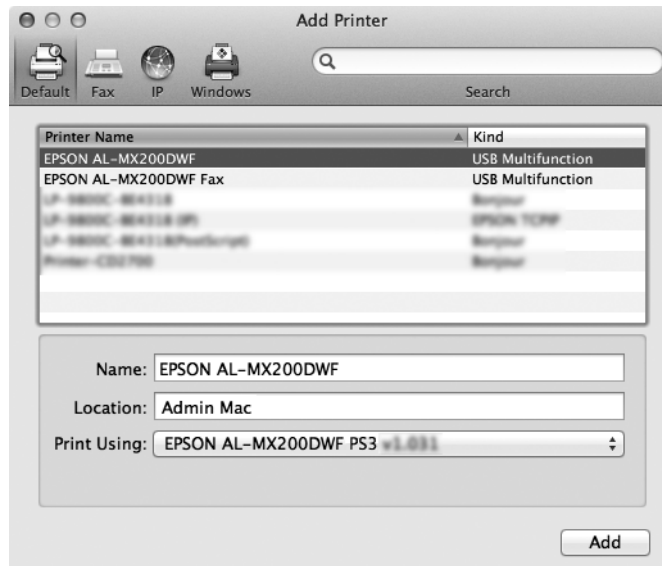 Add Printer
Default Fax IP Windows Search
Printer Name Kind
EPSON AL-MX200DWF USB Multifunction
EPSON AL-MX200DWF Fax USB Multifunction
Name: EPSON AL-MX200DWF
Location: Admin Mac
Print Using: EPSON AL-MX200DWF PS3
Add